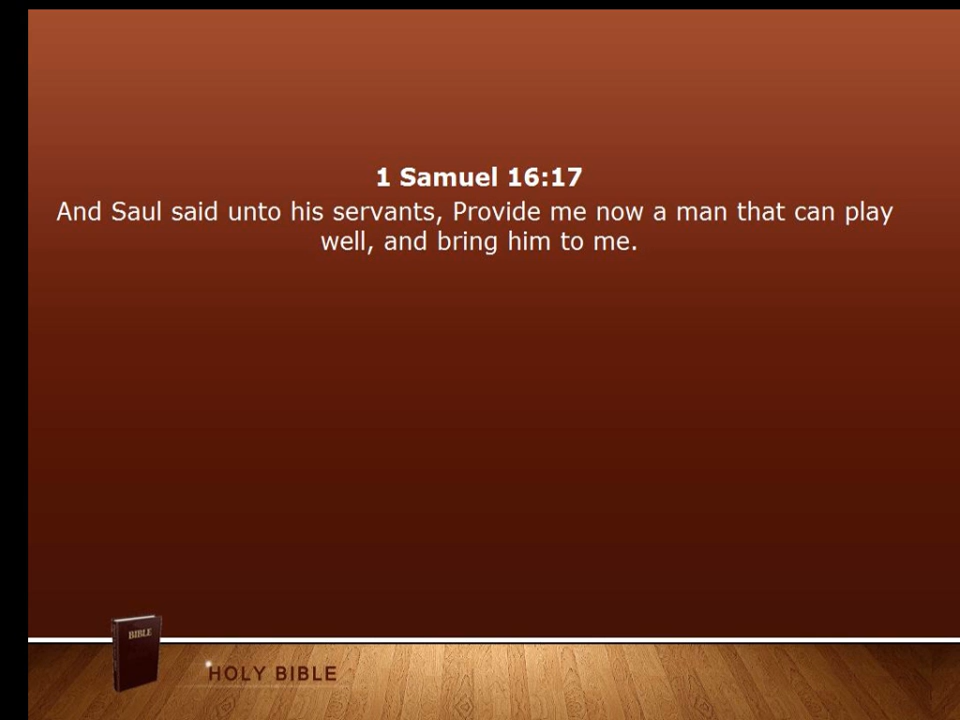 1 Samuel 16:17
And Saul said unto his servants, Provide me now a man that can play
well, and bring him to me.
BIBLE
HOLY BIBLE